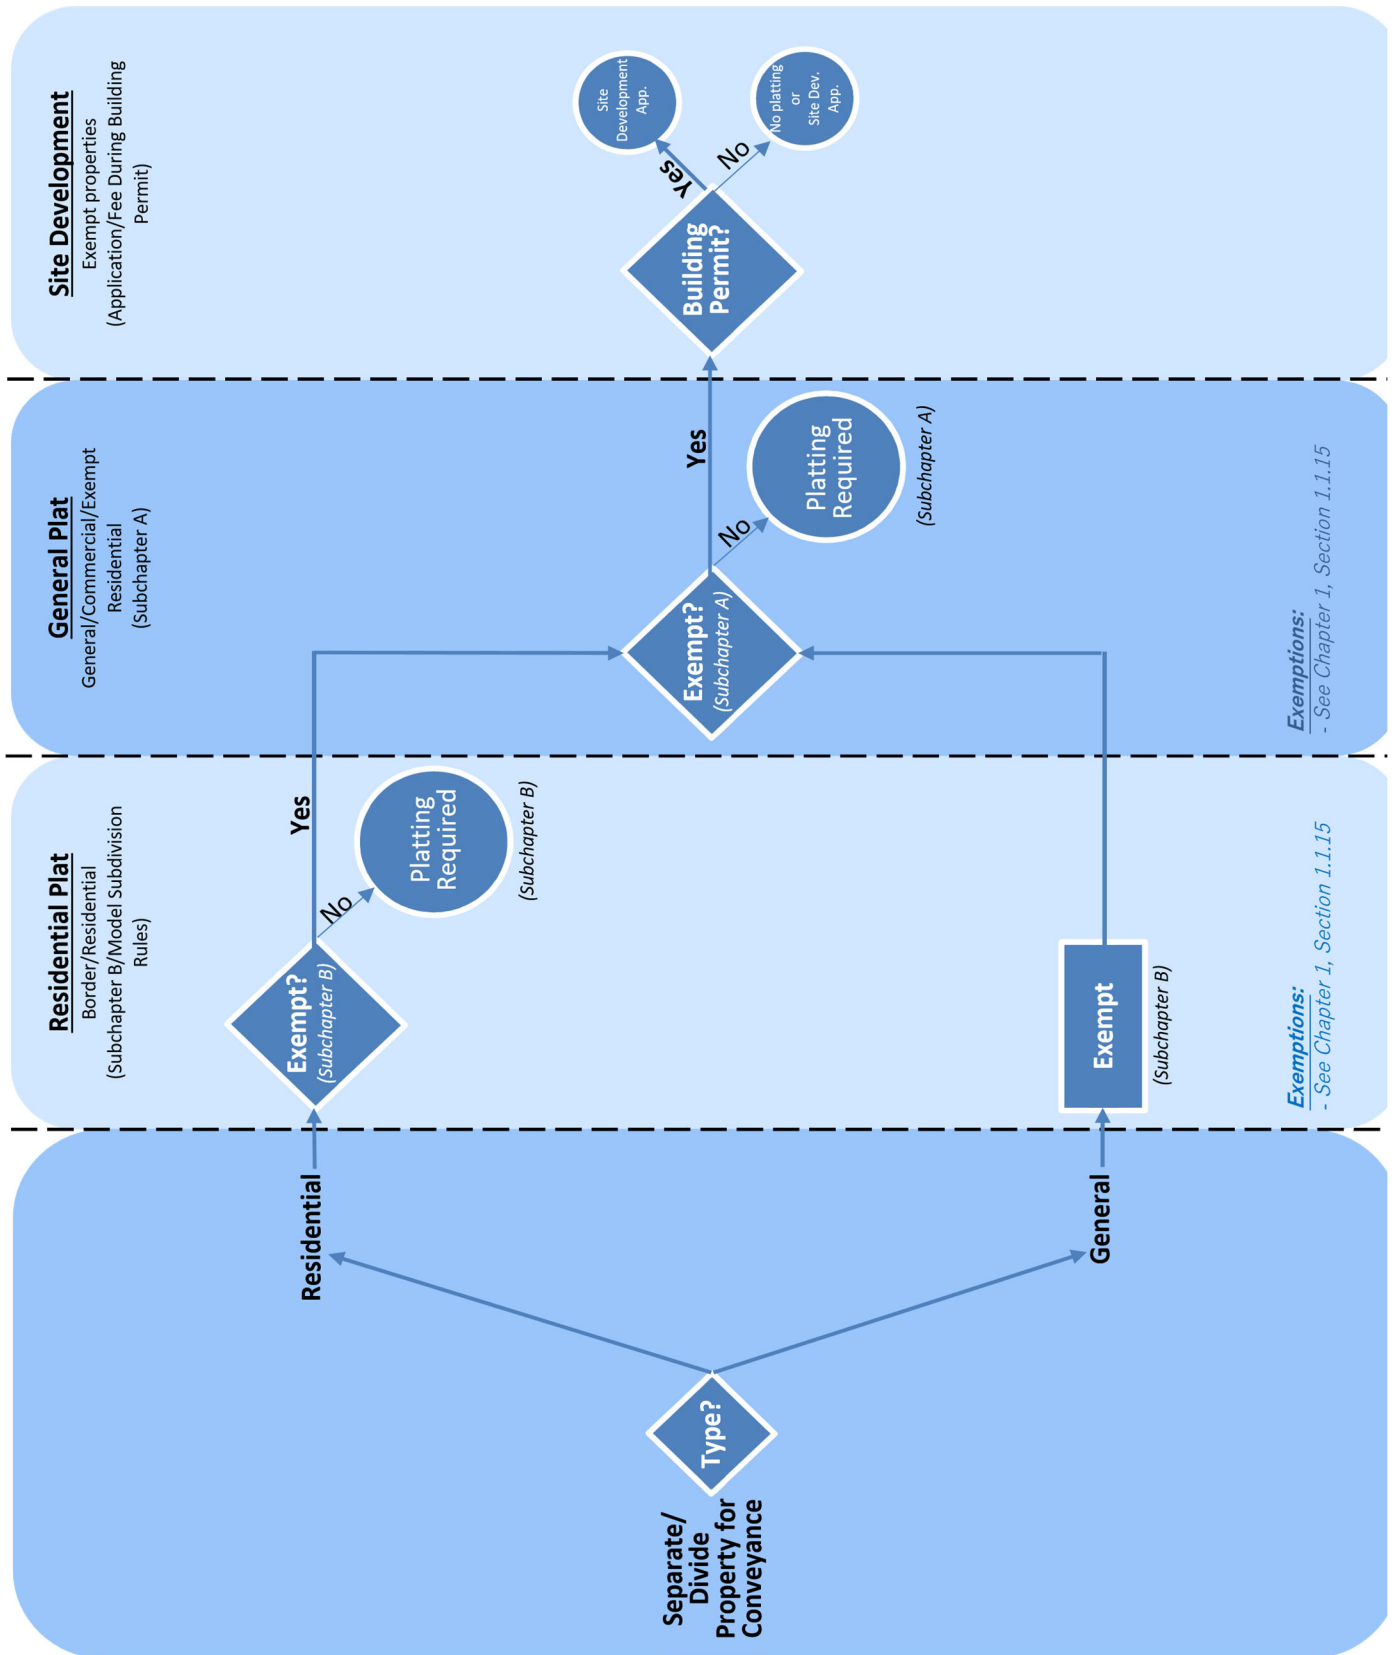 Separate/
Divide
Property for
Conveyance
Type?
Residential
General
Residential Plat
Border/Residential
(Subchapter B/Model Subdivision
Rules)
Exempt?
(Subchapter B)
Yes
No
Platting
Required
(Subchapter B)
Exempt
(Subchapter B)
Exemptions:
- See Chapter 1, Section 1.1.15
General Plat
General/Commercial/Exempt
Residential
(Subchapter A)
Exempt?
(Subchapter A)
Yes
No
Platting
Required
(Subchapter A)
Exemptions:
- See Chapter 1, Section 1.1.15
Site Development
Exempt properties
(Application/Fee During Building
Permit)
Building
Permit?
Yes
No
Site
Development
App.
No platting
or
Site Dev.
App.